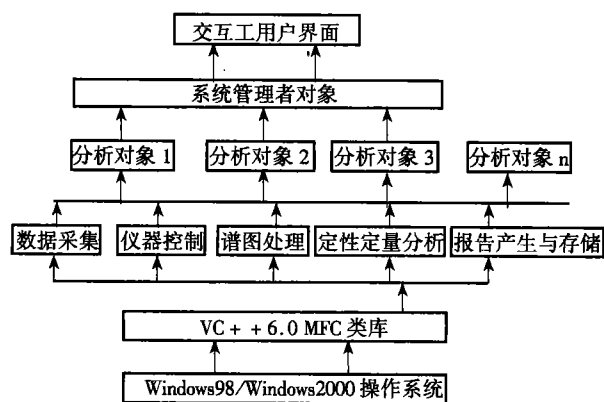 交互工用户界面
系统管理者对象
分析对象 1 分析对象 2 分析对象 3 分析对象 n
数据采集 仪器控制 谱图处理 定性定量分析 报告产生与存储
VC++6.0 MFC 类库
Windows98/Windows2000 操作系统